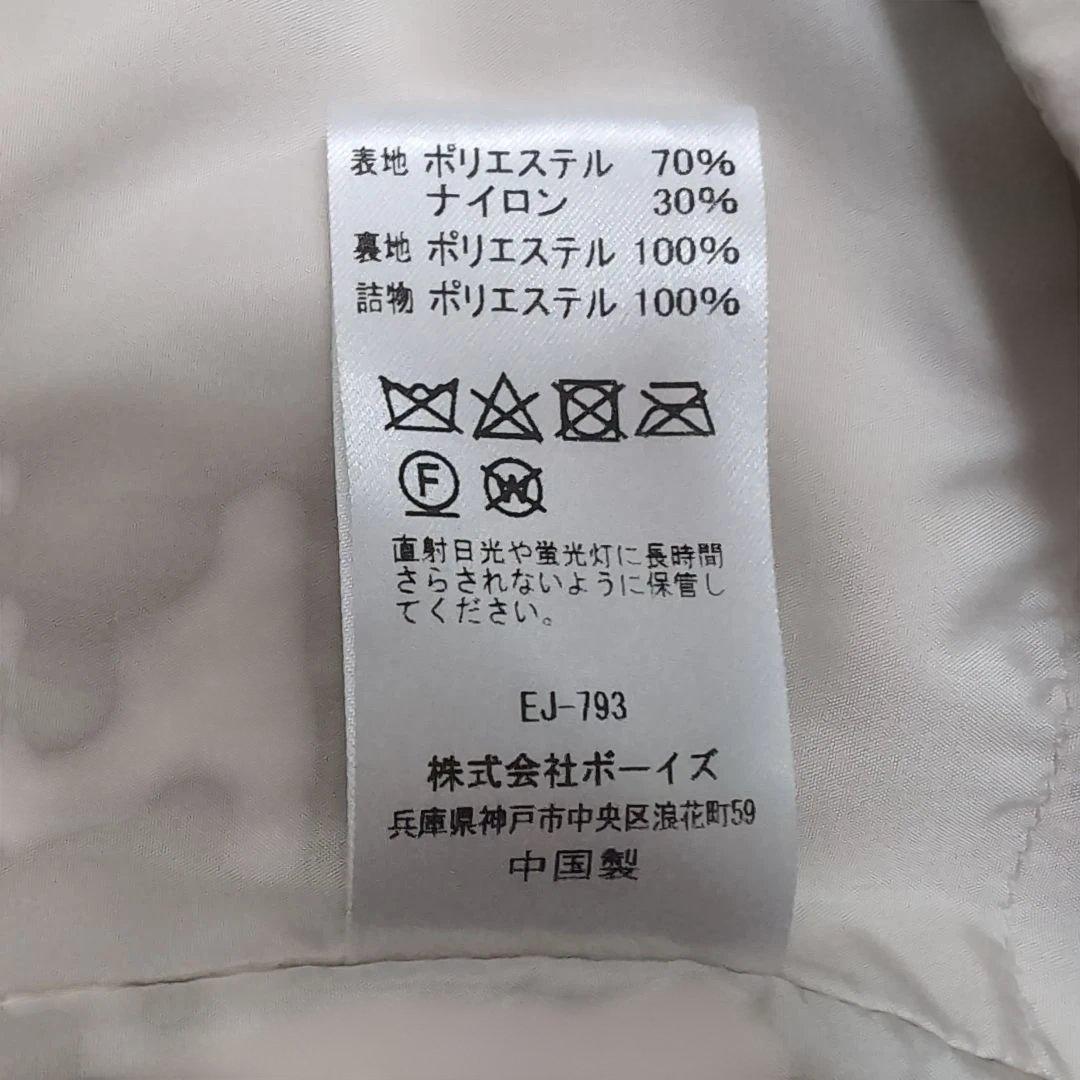 表地 ポリエステル 70%
ナイロン 30%
裏地 ポリエステル 100%
詰物 ポリエステル 100%
F W
直射日光や蛍光灯に長時間
さらされないように保管し
てください。
EJ-793
株式会社ボーイズ
兵庫県神戸市中央区浪花町59
中国製